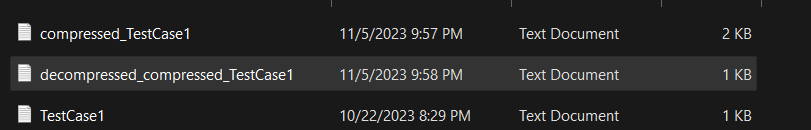 compressed_TestCase1 11/5/2023 9:57 PM Text Document 2 KB
decompressed_compressed_TestCase1 11/5/2023 9:58 PM Text Document 1 KB
TestCase1 10/22/2023 8:29 PM Text Document 1 KB